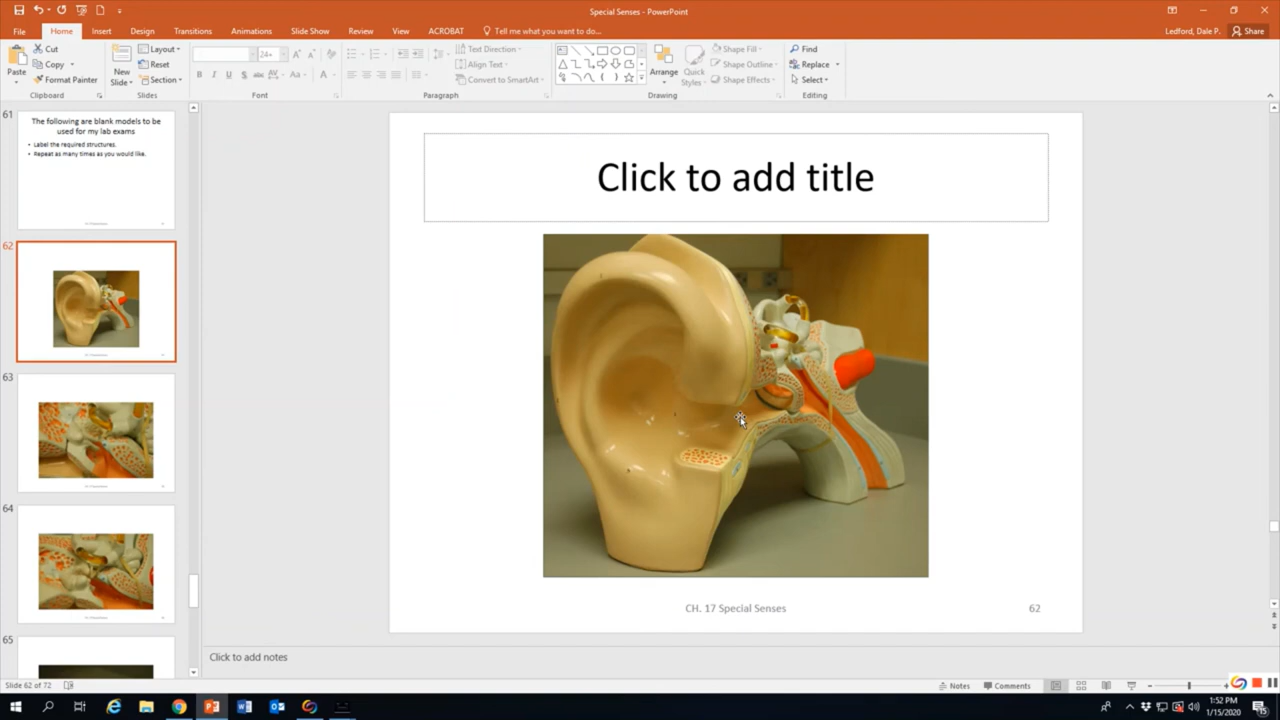 Special Senses - PowerPoint
File Home Insert Design Transitions Animations Slide Show Review View ACROBAT Tell me what you want to do... Ledford, Dale P. Share
Paste
Cut
Copy
Format Painter
Clipboard
New Slide
Layout
Reset
Section
Slides
24+
B I U S abc AV Aa A
Font
Text Direction
Align Text
Convert to SmartArt
Paragraph
Arrange
Quick Styles
Shape Fill
Shape Outline
Shape Effects
Drawing
Find
Replace
Select
Editing
61
The following are blank models to be
used for my lab exams
• Label the required structures.
• Repeat as many times as you would like.
62
63
64
65
Click to add title
CH. 17 Special Senses 62
Click to add notes
Slide 62 of 72
Notes Comments
1:52 PM
1/15/2020
15